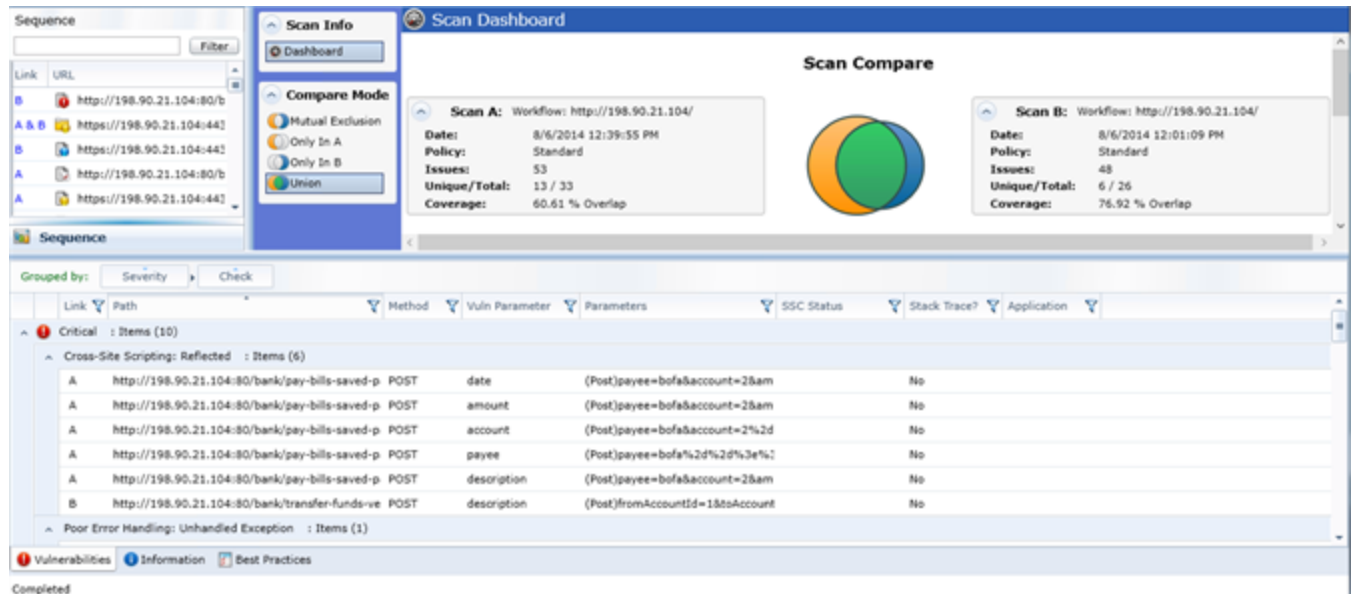 Sequence
Filter
Link URL
B http://198.90.21.104:80/b
A & B https://198.90.21.104:443
B https://198.90.21.104:443
A http://198.90.21.104:80/b
A https://198.90.21.104:443
Sequence
Scan Info
Dashboard
Compare Mode
Mutual Exclusion
Only In A
Only In B
Union
Scan Dashboard
Scan Compare
Scan A: Workflow: http://198.90.21.104/
Date: 8/6/2014 12:39:55 PM
Policy: Standard
Issues: 53
Unique/Total: 13 / 33
Coverage: 60.61 % Overlap
Scan B: Workflow: http://198.90.21.104/
Date: 8/6/2014 12:01:09 PM
Policy: Standard
Issues: 48
Unique/Total: 6 / 26
Coverage: 76.92 % Overlap
Grouped by: Severity Check
Link Path Method Vuln Parameter Parameters SSC Status Stack Trace? Application
Critical : Items (10)
Cross-Site Scripting: Reflected : Items (6)
A http://198.90.21.104:80/bank/pay-bills-saved-p POST date (Post)payee=bofa&account=2&am No
A http://198.90.21.104:80/bank/pay-bills-saved-p POST amount (Post)payee=bofa&account=2&am No
A http://198.90.21.104:80/bank/pay-bills-saved-p POST account (Post)payee=bofa&account=2%2d No
A http://198.90.21.104:80/bank/pay-bills-saved-p POST payee (Post)payee=bofa%2d%2d%3e%3 No
A http://198.90.21.104:80/bank/pay-bills-saved-p POST description (Post)payee=bofa&account=2&am No
B http://198.90.21.104:80/bank/transfer-funds-ve POST description (Post)fromAccountId=1&toAccount No
Poor Error Handling: Unhandled Exception : Items (1)
Vulnerabilities Information Best Practices
Completed